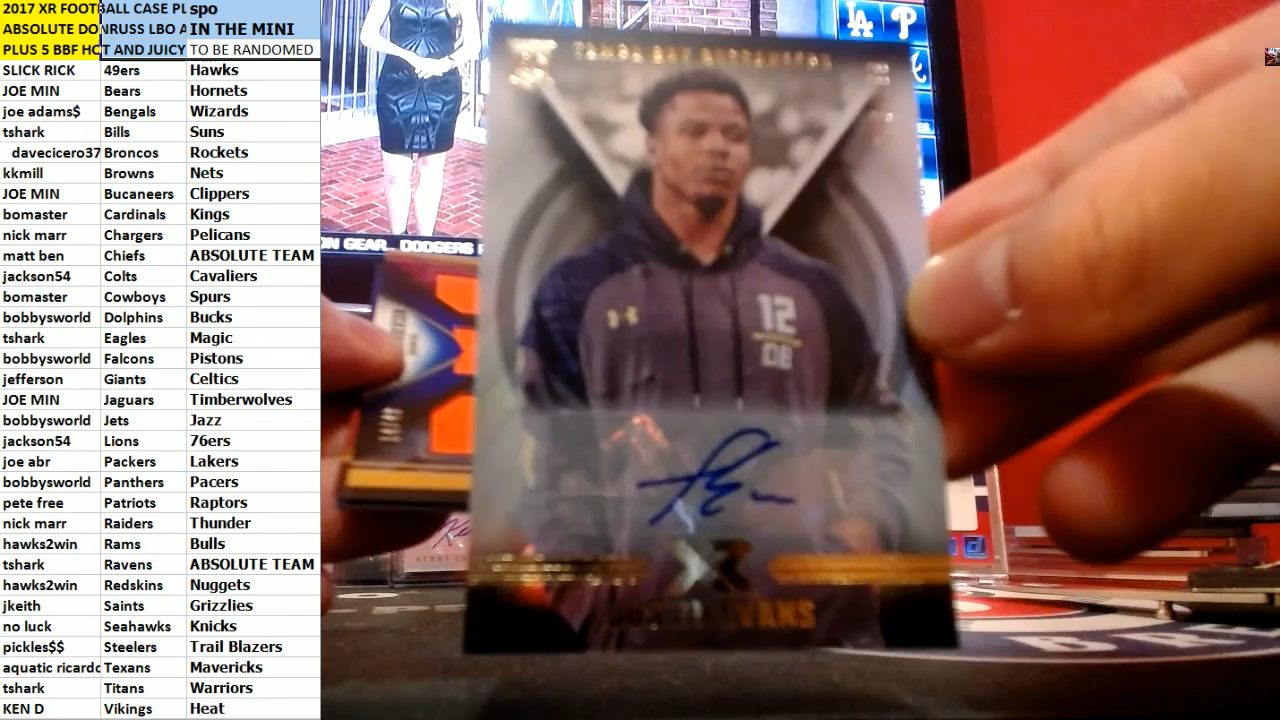 2017 XR FOOTBALL CASE PL spo
ABSOLUTE DONRUSS LBO A IN THE MINI
PLUS 5 BBF HOT AND JUICY TO BE RANDOMED
SLICK RICK 49ers Hawks
JOE MIN Bears Hornets
joe adams$ Bengals Wizards
tshark Bills Suns
davecicero37 Broncos Rockets
kkmill Browns Nets
JOE MIN Bucaneers Clippers
bomaster Cardinals Kings
nick marr Chargers Pelicans
matt ben Chiefs ABSOLUTE TEAM
jackson54 Colts Cavaliers
bomaster Cowboys Spurs
bobbysworld Dolphins Bucks
tshark Eagles Magic
bobbysworld Falcons Pistons
jefferson Giants Celtics
JOE MIN Jaguars Timberwolves
bobbysworld Jets Jazz
jackson54 Lions 76ers
joe abr Packers Lakers
bobbysworld Panthers Pacers
pete free Patriots Raptors
nick marr Raiders Thunder
hawks2win Rams Bulls
tshark Ravens ABSOLUTE TEAM
hawks2win Redskins Nuggets
jkeith Saints Grizzlies
no luck Seahawks Knicks
pickles$$ Steelers Trail Blazers
aquatic ricardo Texans Mavericks
tshark Titans Warriors
KEN D Vikings Heat
LA P
ON GEAR.. DODGERS
TAMPA BAY BUCCANEERS
12
DB
XR
JUSTIN EVANS
B R